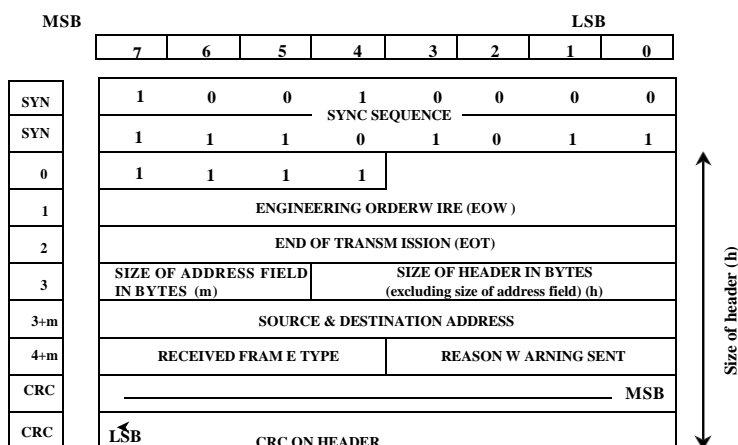 MSB LSB
7 6 5 4 3 2 1 0
SYN 1 0 0 1 0 0 0 0
SYNC SEQUENCE
SYN 1 1 1 0 1 0 1 1
0 1 1 1 1
1 ENGINEERING ORDERW IRE (EOW )
2 END OF TRANSM ISSION (EOT)
3 SIZE OF ADDRESS FIELD SIZE OF HEADER IN BYTES
IN BYTES (m) (excluding size of address field) (h)
3+m SOURCE & DESTINATION ADDRESS
4+m RECEIVED FRAM E TYPE REASON W ARNING SENT
CRC MSB
CRC LSB CRC ON HEADER
Size of header (h)